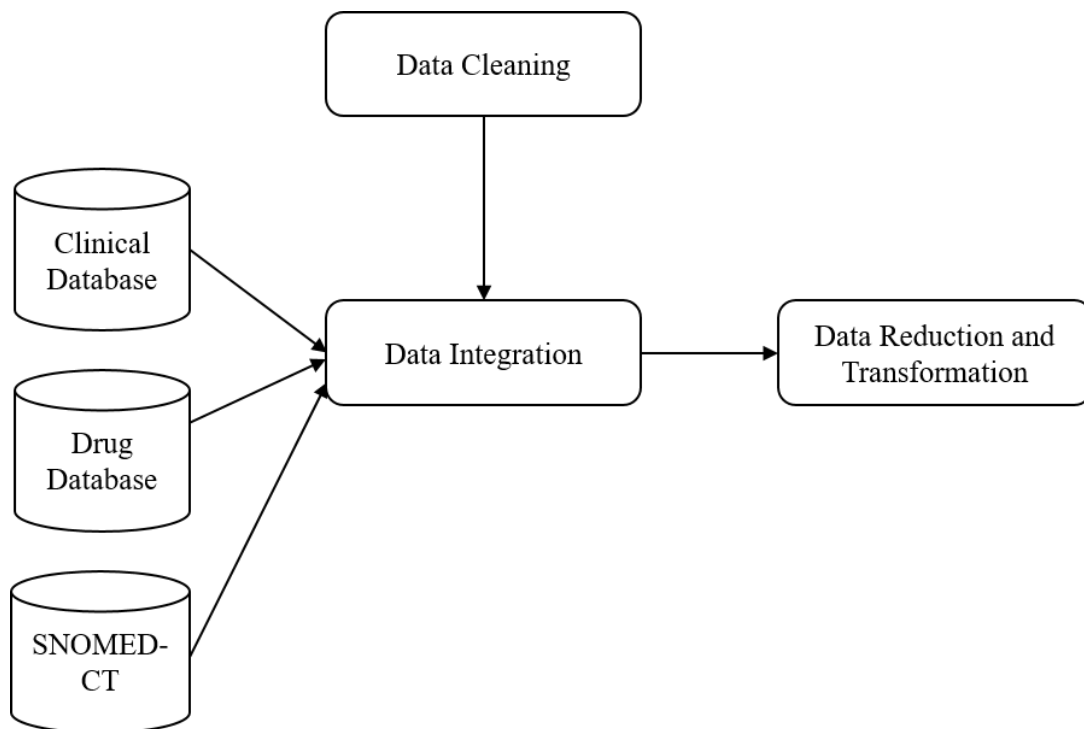 Data Cleaning
Clinical
Database
Data Integration
Data Reduction and
Transformation
Drug
Database
SNOMED-
CT